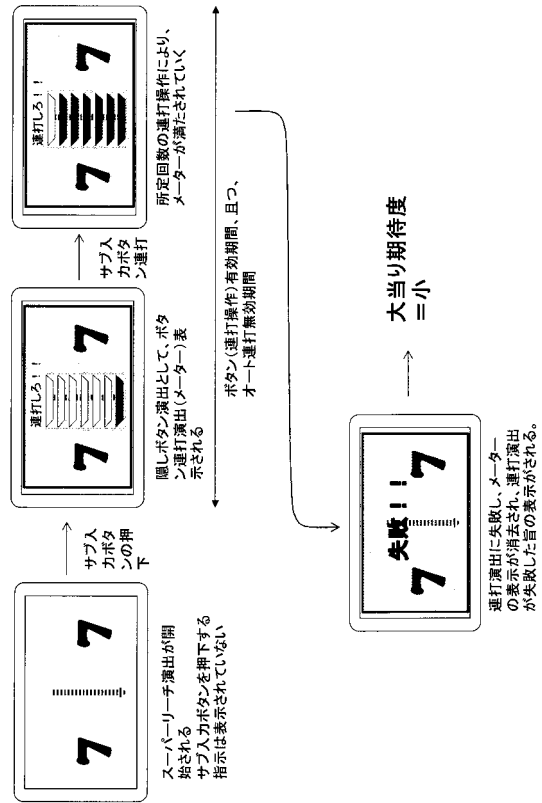 7 7
スーパーリーチ演出が開
始される
サブ入力ボタンを押下する
指示は表示されていない
サブ入
力ボタ
ンの押
下
連打しろ！！
7 7
隠しボタン演出として、ボタ
ン連打演出(メーター)表
示される
サブ入
力ボタ
ン連打
連打しろ！！
7 7
所定回数の連打操作により、
メーターが満たされていく
ボタン(連打操作)有効期間、且つ、
オート連打無効期間
失敗！！
7 7
連打演出に失敗し、メーター
の表示が消去され、連打演出
が失敗した旨の表示がされる。
大当り期待度
＝小